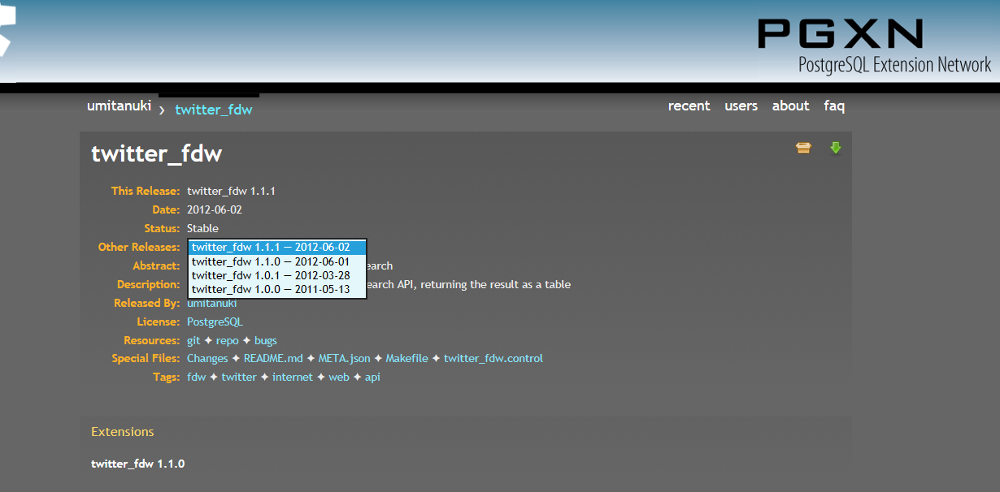 PGXN
PostgreSQL Extension Network
umitanuki › twitter_fdw recent users about faq
twitter_fdw
This Release: twitter_fdw 1.1.1
Date: 2012-06-02
Status: Stable
Other Releases: twitter_fdw 1.1.1 — 2012-06-02
twitter_fdw 1.1.0 — 2012-06-01
Abstract: earch
twitter_fdw 1.0.1 — 2012-03-28
Description: twitter_fdw 1.0.0 — 2011-05-13 earch API, returning the result as a table
Released By: umitanuki
License: PostgreSQL
Resources: git ✦ repo ✦ bugs
Special Files: Changes ✦ README.md ✦ META.json ✦ Makefile ✦ twitter_fdw.control
Tags: fdw ✦ twitter ✦ internet ✦ web ✦ api
Extensions
twitter_fdw 1.1.0